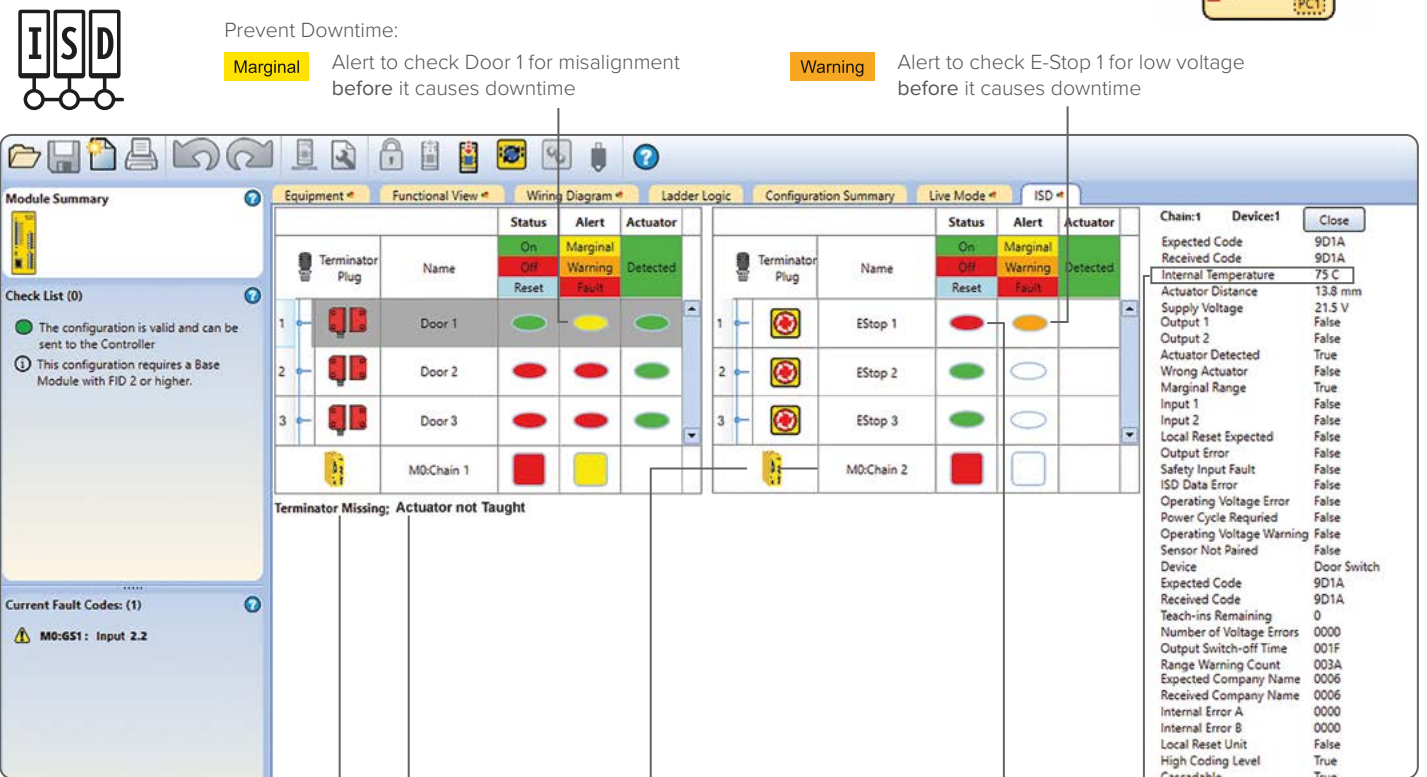 PC1
ISD
Prevent Downtime:
Marginal
Alert to check Door 1 for misalignment
before it causes downtime
Warning
Alert to check E-Stop 1 for low voltage
before it causes downtime
Module Summary
Check List (0)
The configuration is valid and can be
sent to the Controller
This configuration requires a Base
Module with FID 2 or higher.
Current Fault Codes: (1)
M0:GS1: Input 2.2
Equipment
Functional View
Wiring Diagram
Ladder Logic
Configuration Summary
Live Mode
ISD
Status Alert Actuator
Terminator
Plug
Name
On Marginal
Off Warning Detected
Reset Fault
1 Door 1
2 Door 2
3 Door 3
M0:Chain 1
Terminator Missing; Actuator not Taught
Status Alert Actuator
Terminator
Plug
Name
On Marginal
Off Warning Detected
Reset Fault
1 EStop 1
2 EStop 2
3 EStop 3
M0:Chain 2
Chain:1 Device:1 Close
Expected Code 9D1A
Received Code 9D1A
Internal Temperature 75 C
Actuator Distance 13.8 mm
Supply Voltage 21.5 V
Output 1 False
Output 2 False
Actuator Detected True
Wrong Actuator False
Marginal Range True
Input 1 False
Input 2 False
Local Reset Expected False
Output Error False
Safety Input Fault False
ISD Data Error False
Operating Voltage Error False
Power Cycle Requried False
Operating Voltage Warning False
Sensor Not Paired False
Device Door Switch
Expected Code 9D1A
Received Code 9D1A
Teach-ins Remaining 0
Number of Voltage Errors 0000
Output Switch-off Time 001F
Range Warning Count 003A
Expected Company Name 0006
Received Company Name 0006
Internal Error A 0000
Internal Error B 0000
Local Reset Unit False
High Coding Level True
Cascadable True